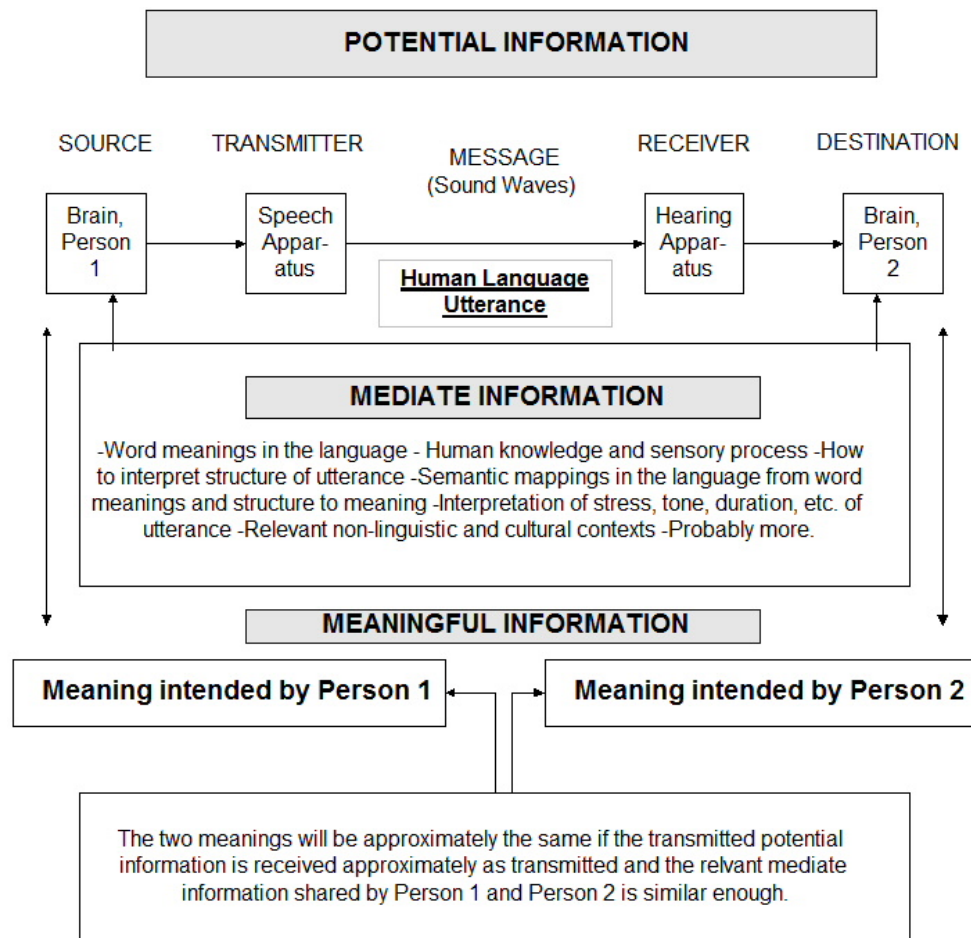 POTENTIAL INFORMATION
SOURCE
TRANSMITTER
MESSAGE
(Sound Waves)
RECEIVER
DESTINATION
Brain,
Person
1
Speech
Appar-
atus
Human Language
Utterance
Hearing
Appar-
atus
Brain,
Person
2
MEDIATE INFORMATION
-Word meanings in the language - Human knowledge and sensory process -How
to interpret structure of utterance -Semantic mappings in the language from word
meanings and structure to meaning -Interpretation of stress, tone, duration, etc. of
utterance -Relevant non-linguistic and cultural contexts -Probably more.
MEANINGFUL INFORMATION
Meaning intended by Person 1
Meaning intended by Person 2
The two meanings will be approximately the same if the transmitted potential
information is received approximately as transmitted and the relvant mediate
information shared by Person 1 and Person 2 is similar enough.